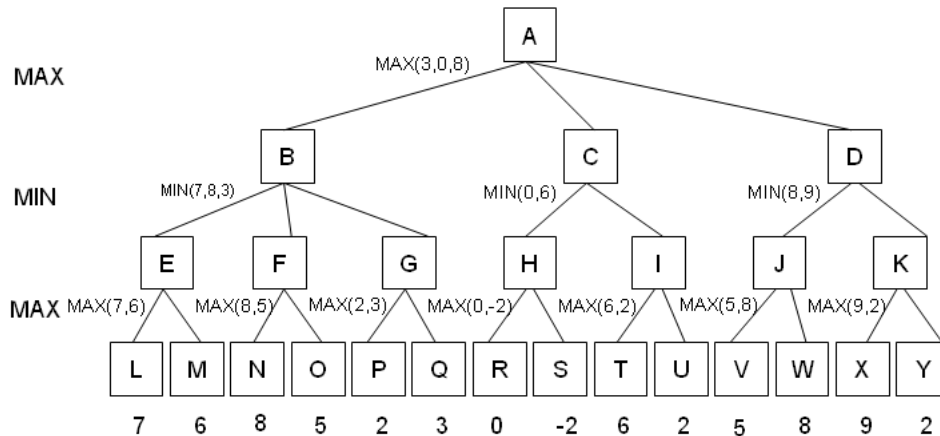 A
MAX(3,0,8)
MAX
B C D
MIN MIN(7,8,3) MIN(0,6) MIN(8,9)
E F G H I J K
MAX MAX(7,6) MAX(8,5) MAX(2,3) MAX(0,-2) MAX(6,2) MAX(5,8) MAX(9,2)
L M N O P Q R S T U V W X Y
7 6 8 5 2 3 0 -2 6 2 5 8 9 2